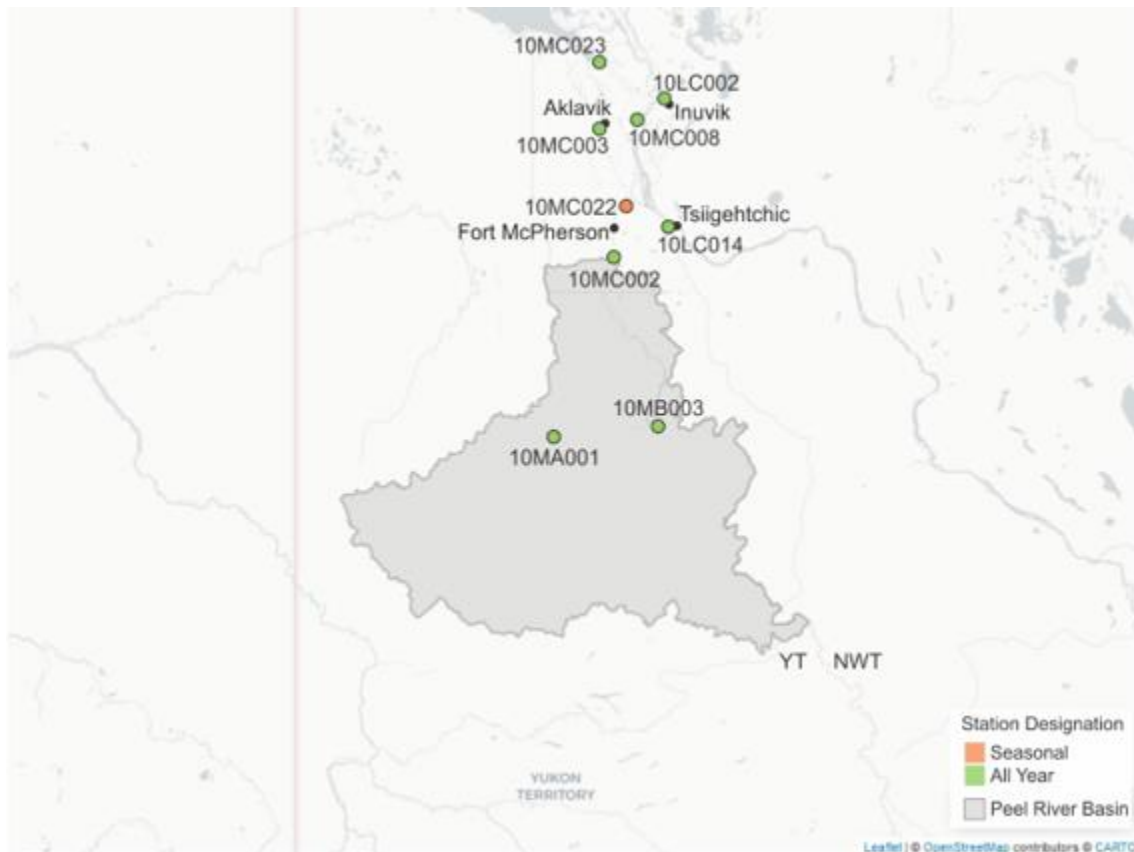 10MC023
10LC002
Inuvik
Aklavik
10MC003
10MC008
10MC022
Tsiigehtchic
Fort McPherson
10LC014
10MC002
10MB003
10MA001
YT NWT
Station Designation
Seasonal
All Year
Peel River Basin
YUKON
TERRITORY
Leaflet | © OpenStreetMap contributors © CARTO